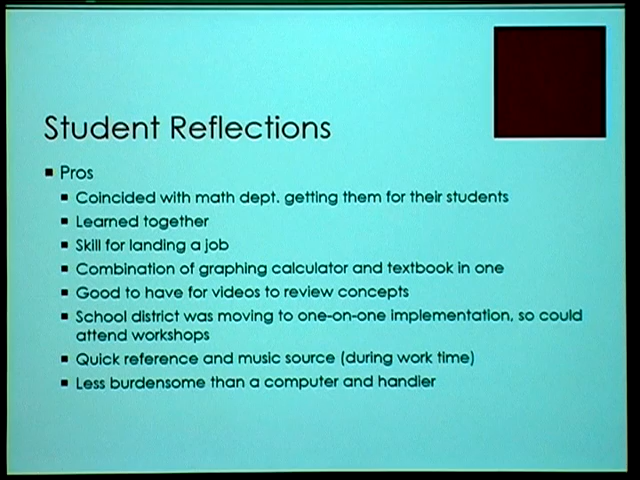 Student Reflections
Pros
Coincided with math dept. getting them for their students
Learned together
Skill for landing a job
Combination of graphing calculator and textbook in one
Good to have for videos to review concepts
School district was moving to one-on-one implementation, so could
attend workshops
Quick reference and music source (during work time)
Less burdensome than a computer and handier